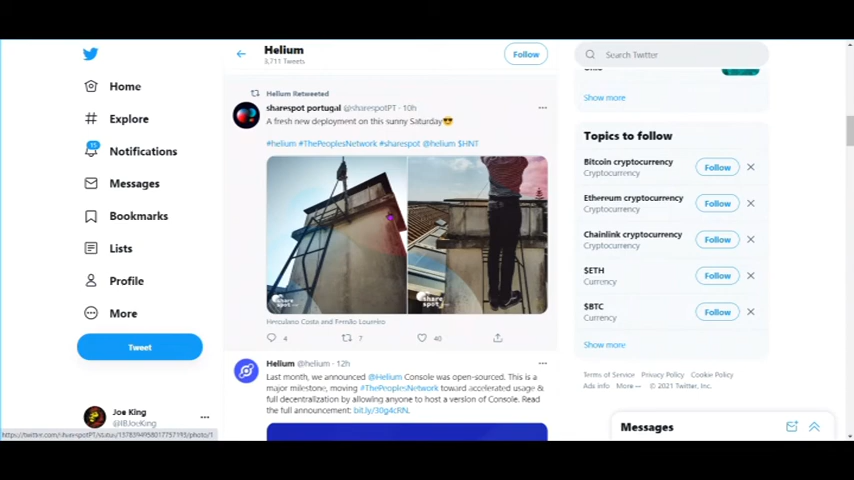 Home
Explore
15
Notifications
Messages
Bookmarks
Lists
Profile
More
Tweet
Joe King
@IBJoeKing
Helium
3,711 Tweets
Follow
Helium Retweeted
sharespot portugal @sharespotPT · 10h
A fresh new deployment on this sunny Saturday😎
#helium #ThePeoplesNetwork #sharespot @helium $HNT
share
spot
share
spot
Herculano Costa and Ermilo Loureiro
4
7
40
Helium @helium · 12h
Last month, we announced @Helium Console was open-sourced. This is a
major milestone, moving #ThePeoplesNetwork toward accelerated usage &
full decentralization by allowing anyone to host a version of Console. Read
the full announcement: bit.ly/30g4cRN.
Search Twitter
Show more
Topics to follow
Bitcoin cryptocurrency
Cryptocurrency
Follow
Ethereum cryptocurrency
Cryptocurrency
Follow
Chainlink cryptocurrency
Cryptocurrency
Follow
$ETH
Currency
Follow
$BTC
Currency
Follow
Show more
Terms of Service Privacy Policy Cookie Policy
Ads info More ··· © 2021 Twitter, Inc.
Messages